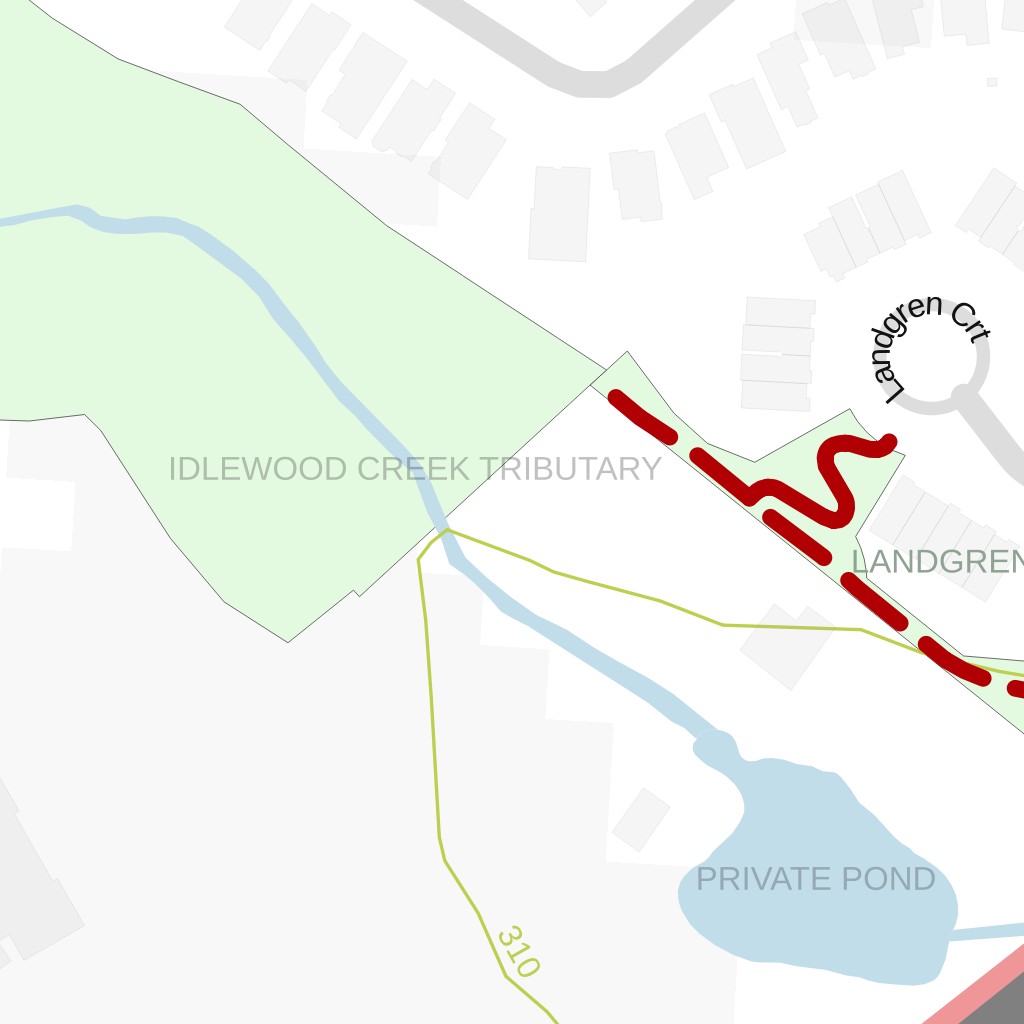 Landgren Crt
IDLEWOOD CREEK TRIBUTARY
LANDGREN
PRIVATE POND
310